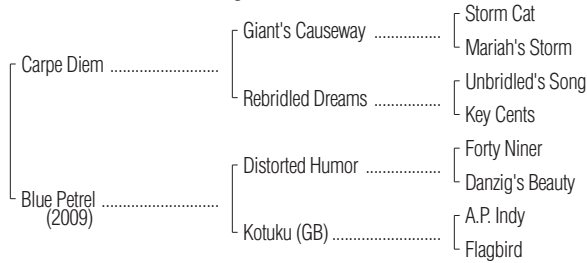 Storm Cat
Giant's Causeway ................
Mariah's Storm
Carpe Diem ..........................
Unbridled's Song
Rebridled Dreams ................
Key Cents
Forty Niner
Distorted Humor ..................
Danzig's Beauty
Blue Petrel ............................
(2009)
A.P. Indy
Kotuku (GB) ..........................
Flagbird